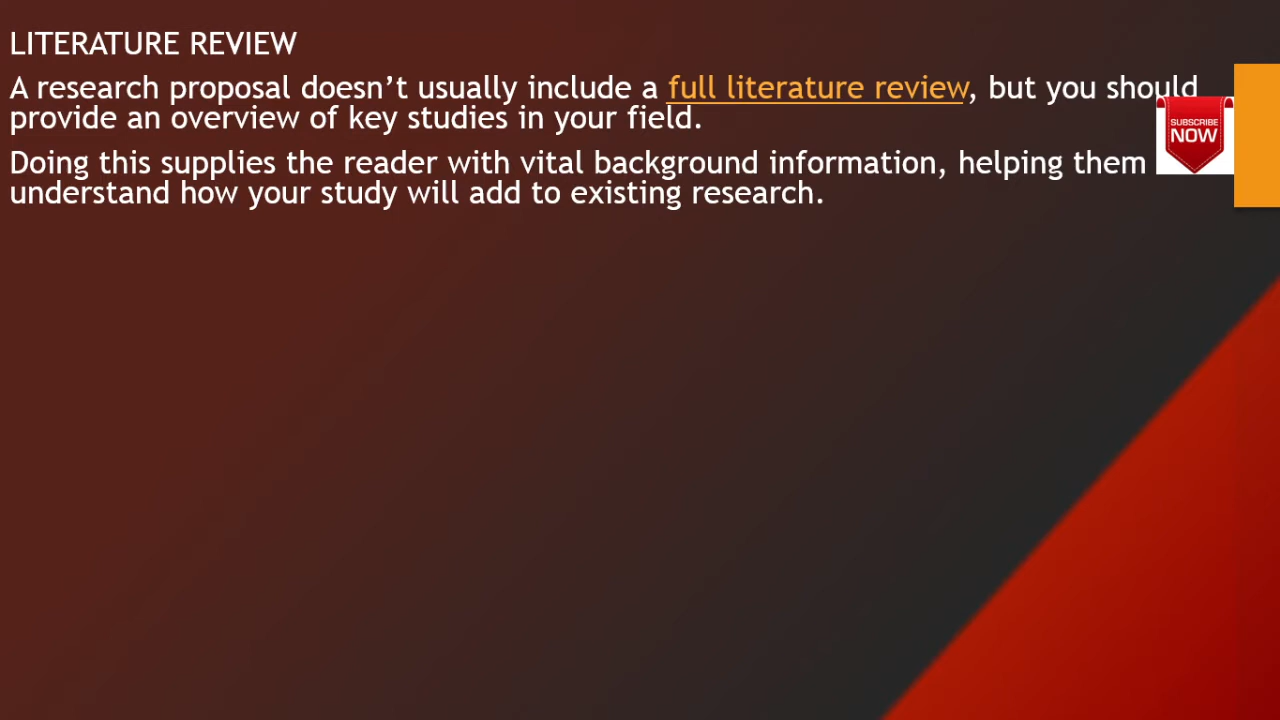 LITERATURE REVIEW
A research proposal doesn’t usually include a full literature review, but you should
provide an overview of key studies in your field.
SUBSCRIBE
NOW
Doing this supplies the reader with vital background information, helping them
understand how your study will add to existing research.